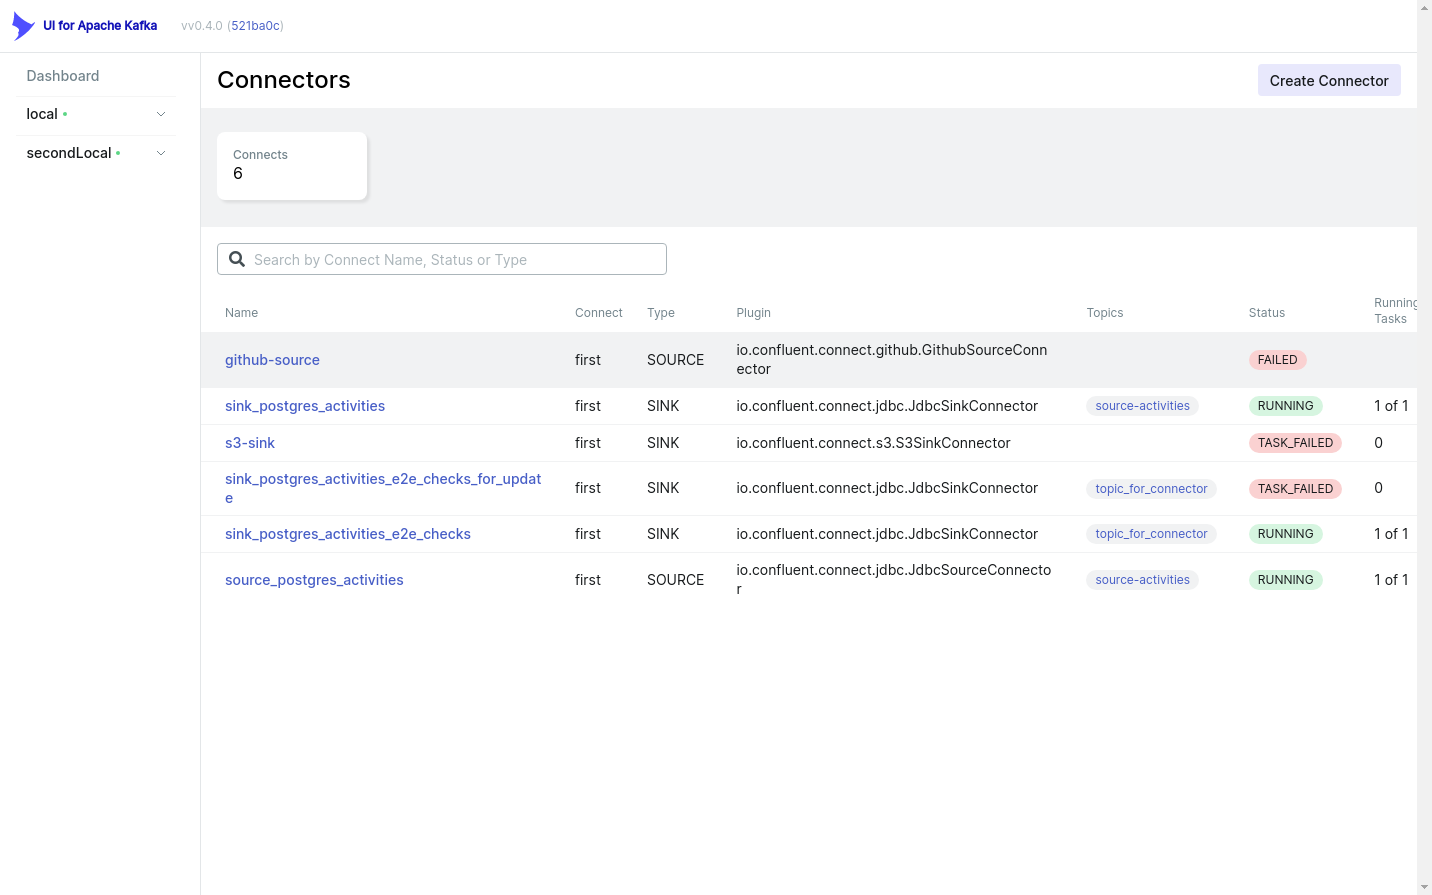 UI for Apache Kafka
vv0.4.0 (521ba0c)
Dashboard
local
secondLocal
Connectors
Create Connector
Connects
6
Search by Connect Name, Status or Type
Name Connect Type Plugin Topics Status Running
Tasks
github-source first SOURCE io.confluent.connect.github.GithubSourceConn
ector FAILED
sink_postgres_activities first SINK io.confluent.connect.jdbc.JdbcSinkConnector source-activities RUNNING 1 of 1
s3-sink first SINK io.confluent.connect.s3.S3SinkConnector TASK_FAILED 0
sink_postgres_activities_e2e_checks_for_updat
e first SINK io.confluent.connect.jdbc.JdbcSinkConnector topic_for_connector TASK_FAILED 0
sink_postgres_activities_e2e_checks first SINK io.confluent.connect.jdbc.JdbcSinkConnector topic_for_connector RUNNING 1 of 1
source_postgres_activities first SOURCE io.confluent.connect.jdbc.JdbcSourceConnecto
r source-activities RUNNING 1 of 1